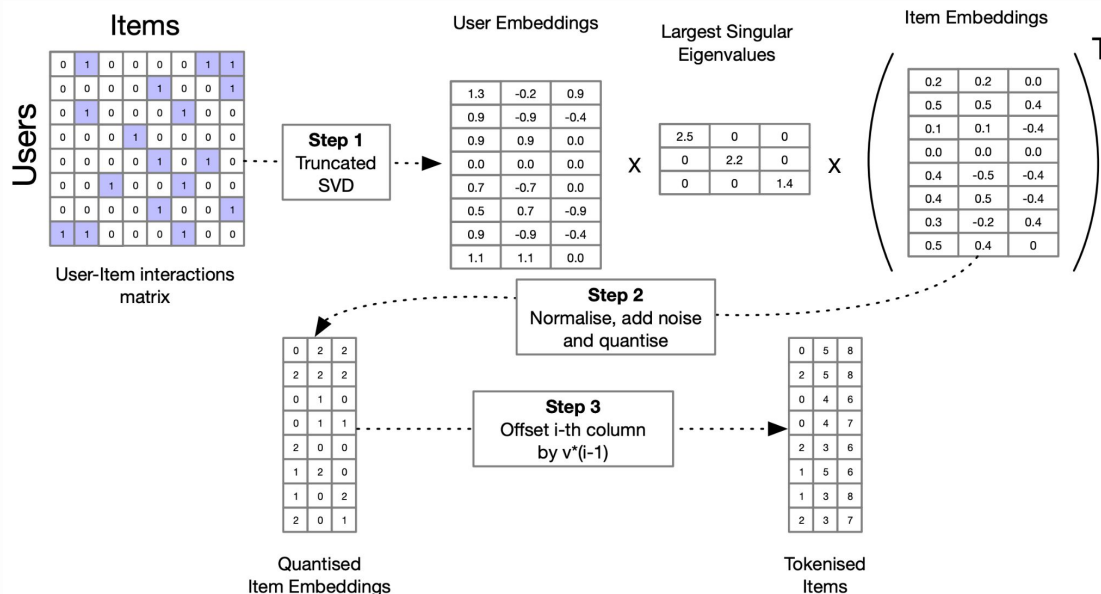 Items
Users
0 1 0 0 0 0 1 1
0 0 0 0 1 0 0 1
0 1 0 0 0 1 0 0
0 0 0 1 0 0 0 0
0 0 0 0 1 0 1 0
0 0 1 0 0 1 0 0
0 0 0 0 1 0 0 1
1 1 0 0 0 1 0 0
User-Item interactions
matrix
Step 1
Truncated
SVD
User Embeddings
1.3 -0.2 0.9
0.9 -0.9 -0.4
0.9 0.9 0.0
0.0 0.0 0.0
0.7 -0.7 0.0
0.5 0.7 -0.9
0.9 -0.9 -0.4
1.1 1.1 0.0
X
Largest Singular
Eigenvalues
2.5 0 0
0 2.2 0
0 0 1.4
X
Item Embeddings
T
0.2 0.2 0.0
0.5 0.5 0.4
0.1 0.1 -0.4
0.0 0.0 0.0
0.4 -0.5 -0.4
0.4 0.5 -0.4
0.3 -0.2 0.4
0.5 0.4 0
Step 2
Normalise, add noise
and quantise
0 2 2
2 2 2
0 1 0
0 1 1
2 0 0
1 2 0
1 0 2
2 0 1
Quantised
Item Embeddings
Step 3
Offset i-th column
by v*(i-1)
0 5 8
2 5 8
0 4 6
0 4 7
2 3 6
1 5 6
1 3 8
2 3 7
Tokenised
Items